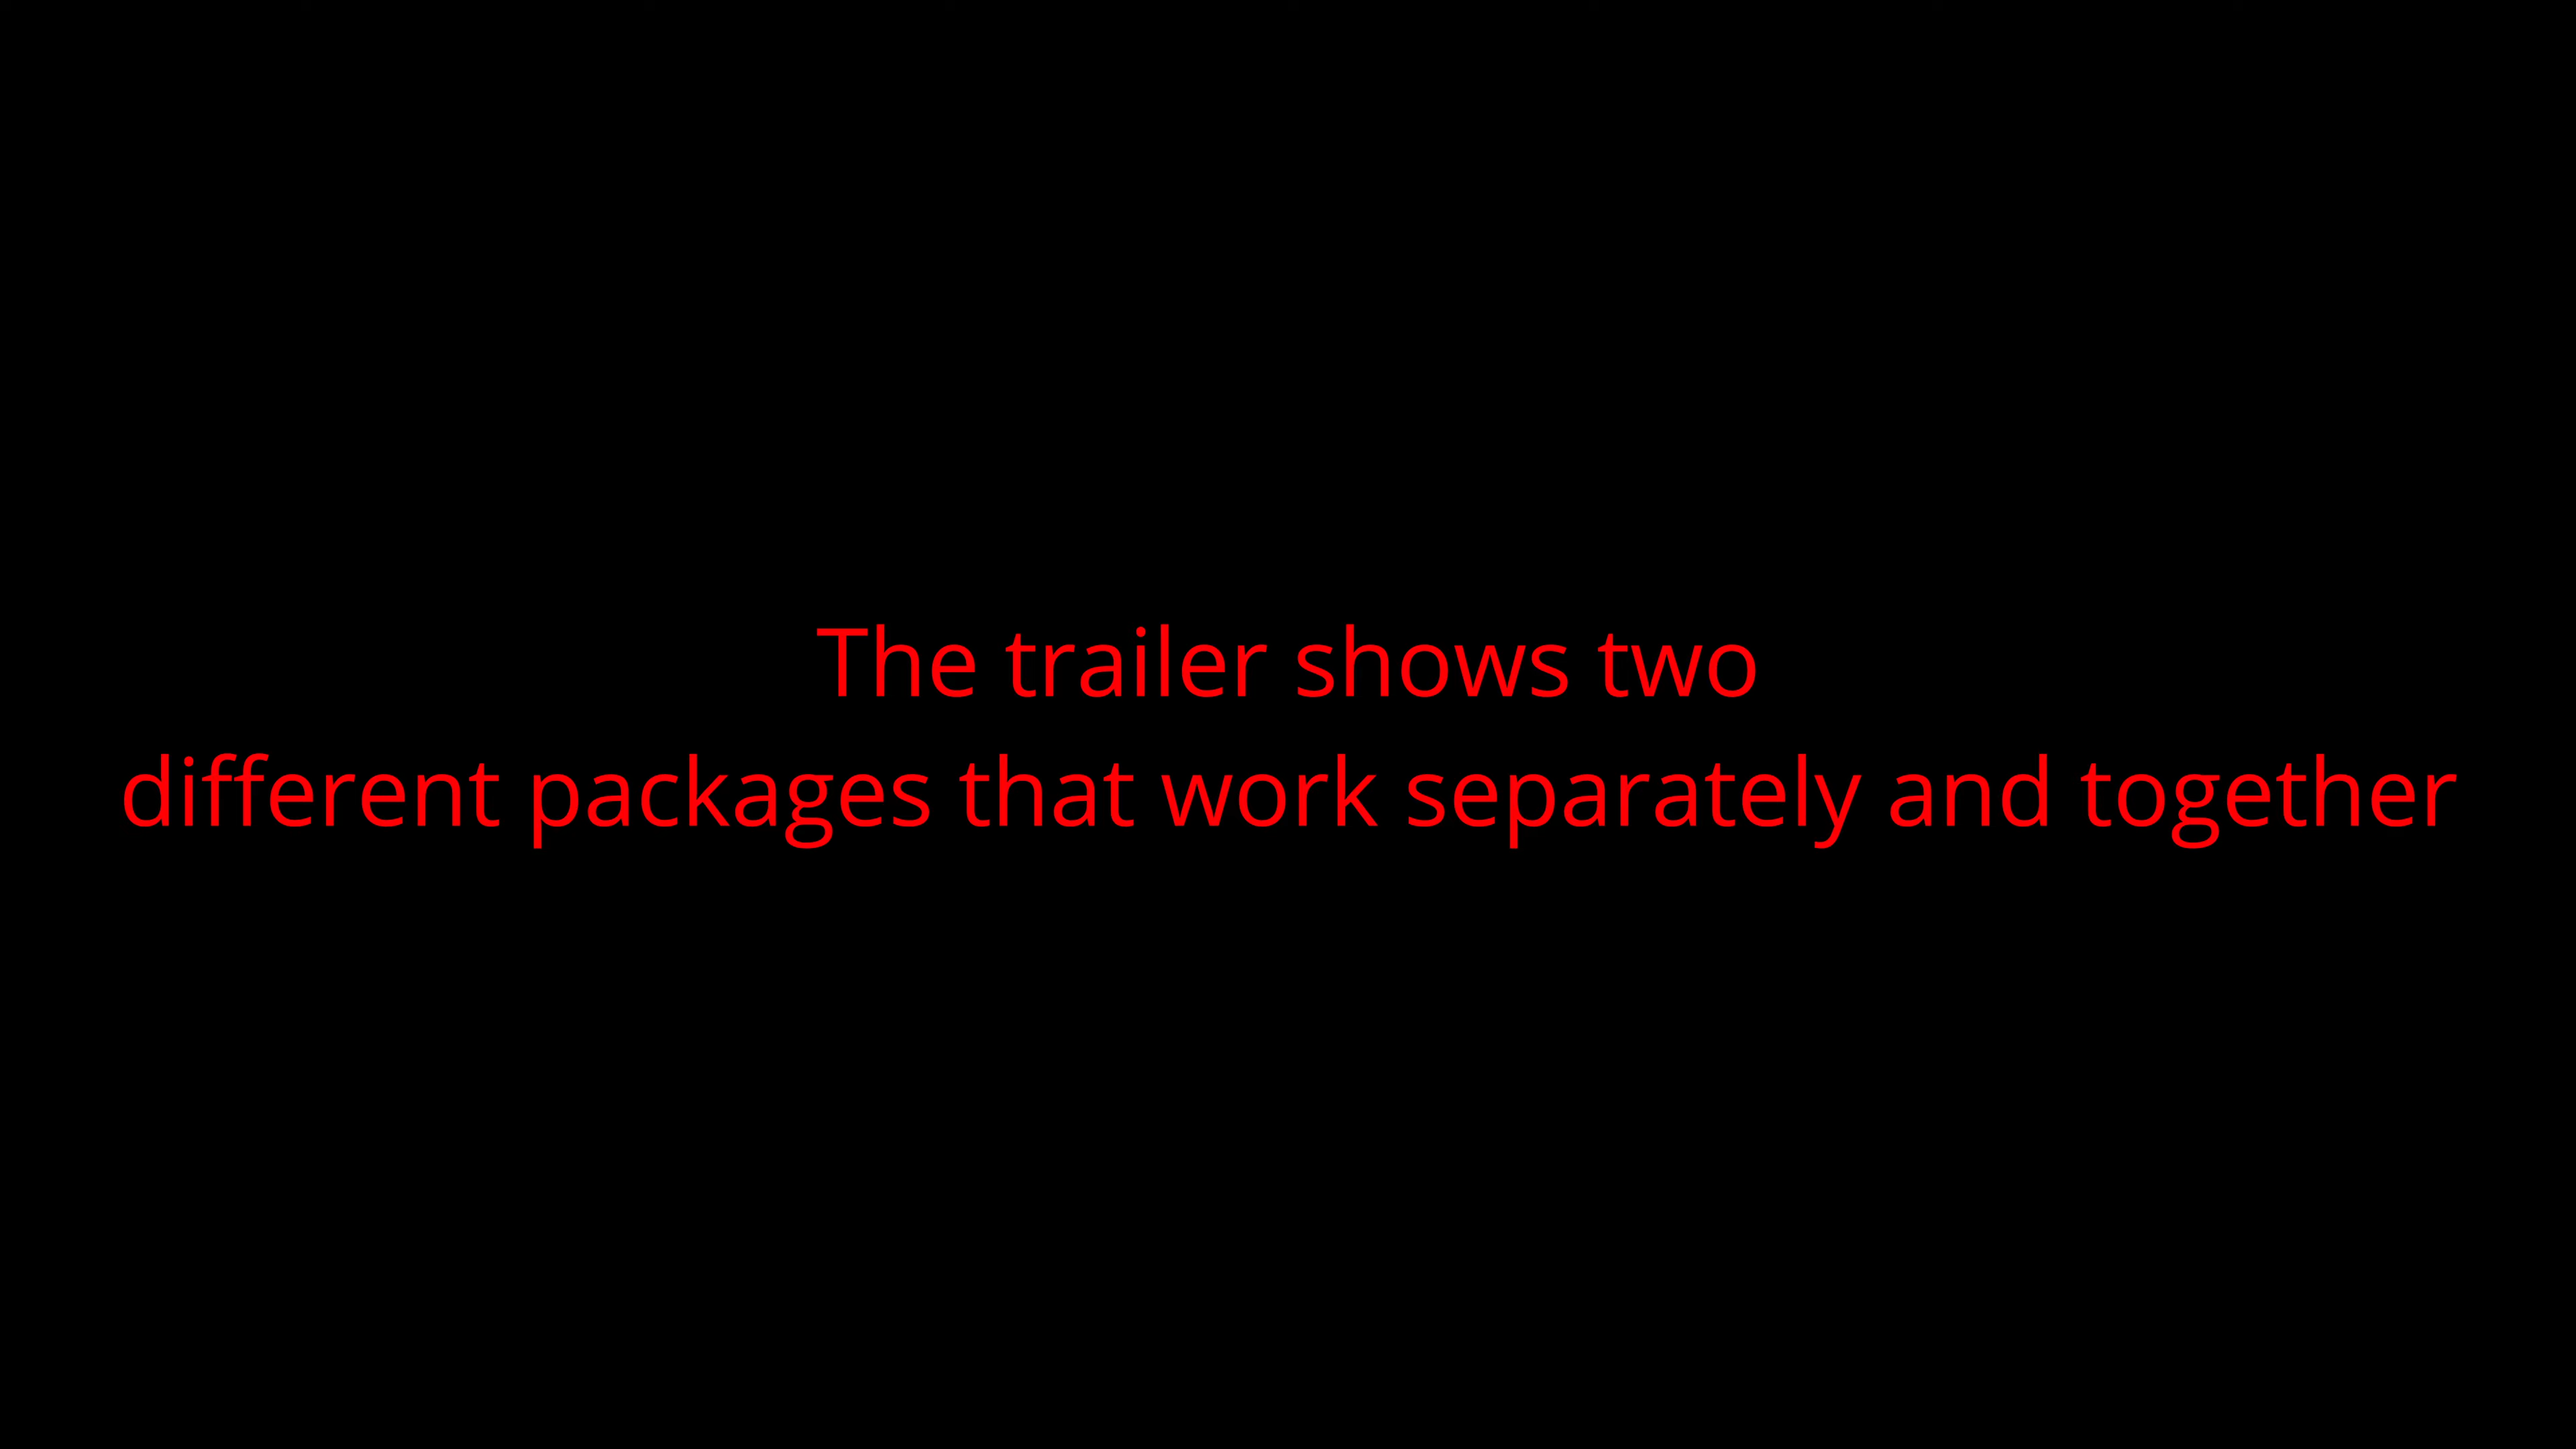 The trailer shows two
different packages that work separately and together